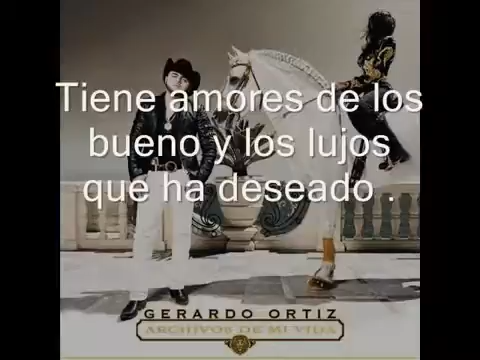 Tiene amores de los
bueno y los lujos
que ha deseado .
GERARDO ORTIZ
ARCHIVOS DE MI VIDA